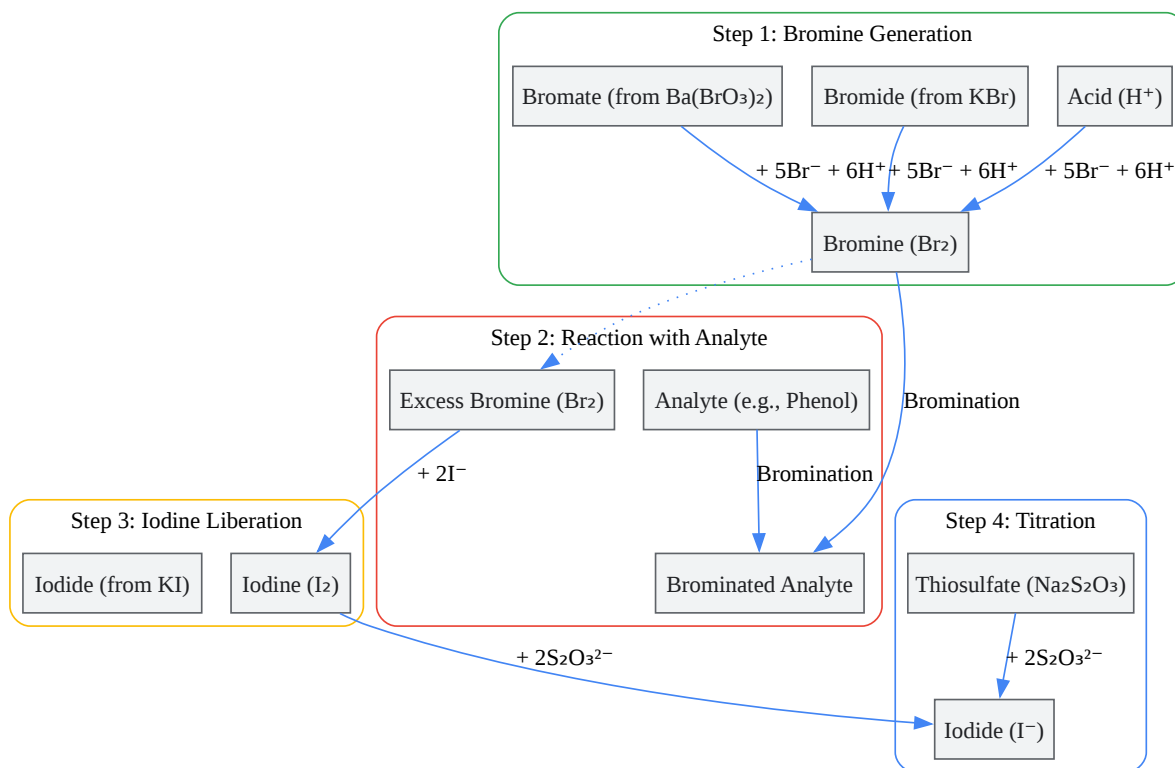 Step 1: Bromine Generation
Bromate (from Ba(BrO₃)₂)
Bromide (from KBr)
Acid (H⁺)
+ 5Br⁻ + 6H⁺
+ 5Br⁻ + 6H⁺
+ 5Br⁻ + 6H⁺
Bromine (Br₂)
Step 2: Reaction with Analyte
Excess Bromine (Br₂)
Analyte (e.g., Phenol)
Bromination
+ 2I⁻
Bromination
Step 3: Iodine Liberation
Step 4: Titration
Iodide (from KI)
Iodine (I₂)
Brominated Analyte
Thiosulfate (Na₂S₂O₃)
+ 2S₂O₃²⁻
+ 2S₂O₃²⁻
Iodide (I⁻)